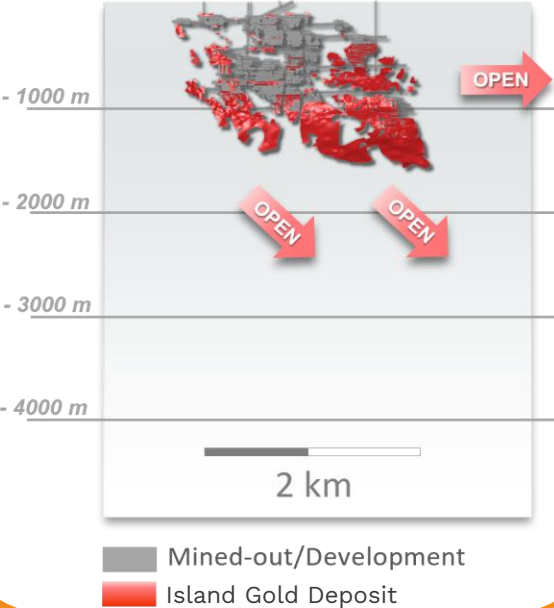 OPEN
- 1000 m
- 2000 m
OPEN
OPEN
- 3000 m
- 4000 m
2 km
Mined-out/Development
Island Gold Deposit